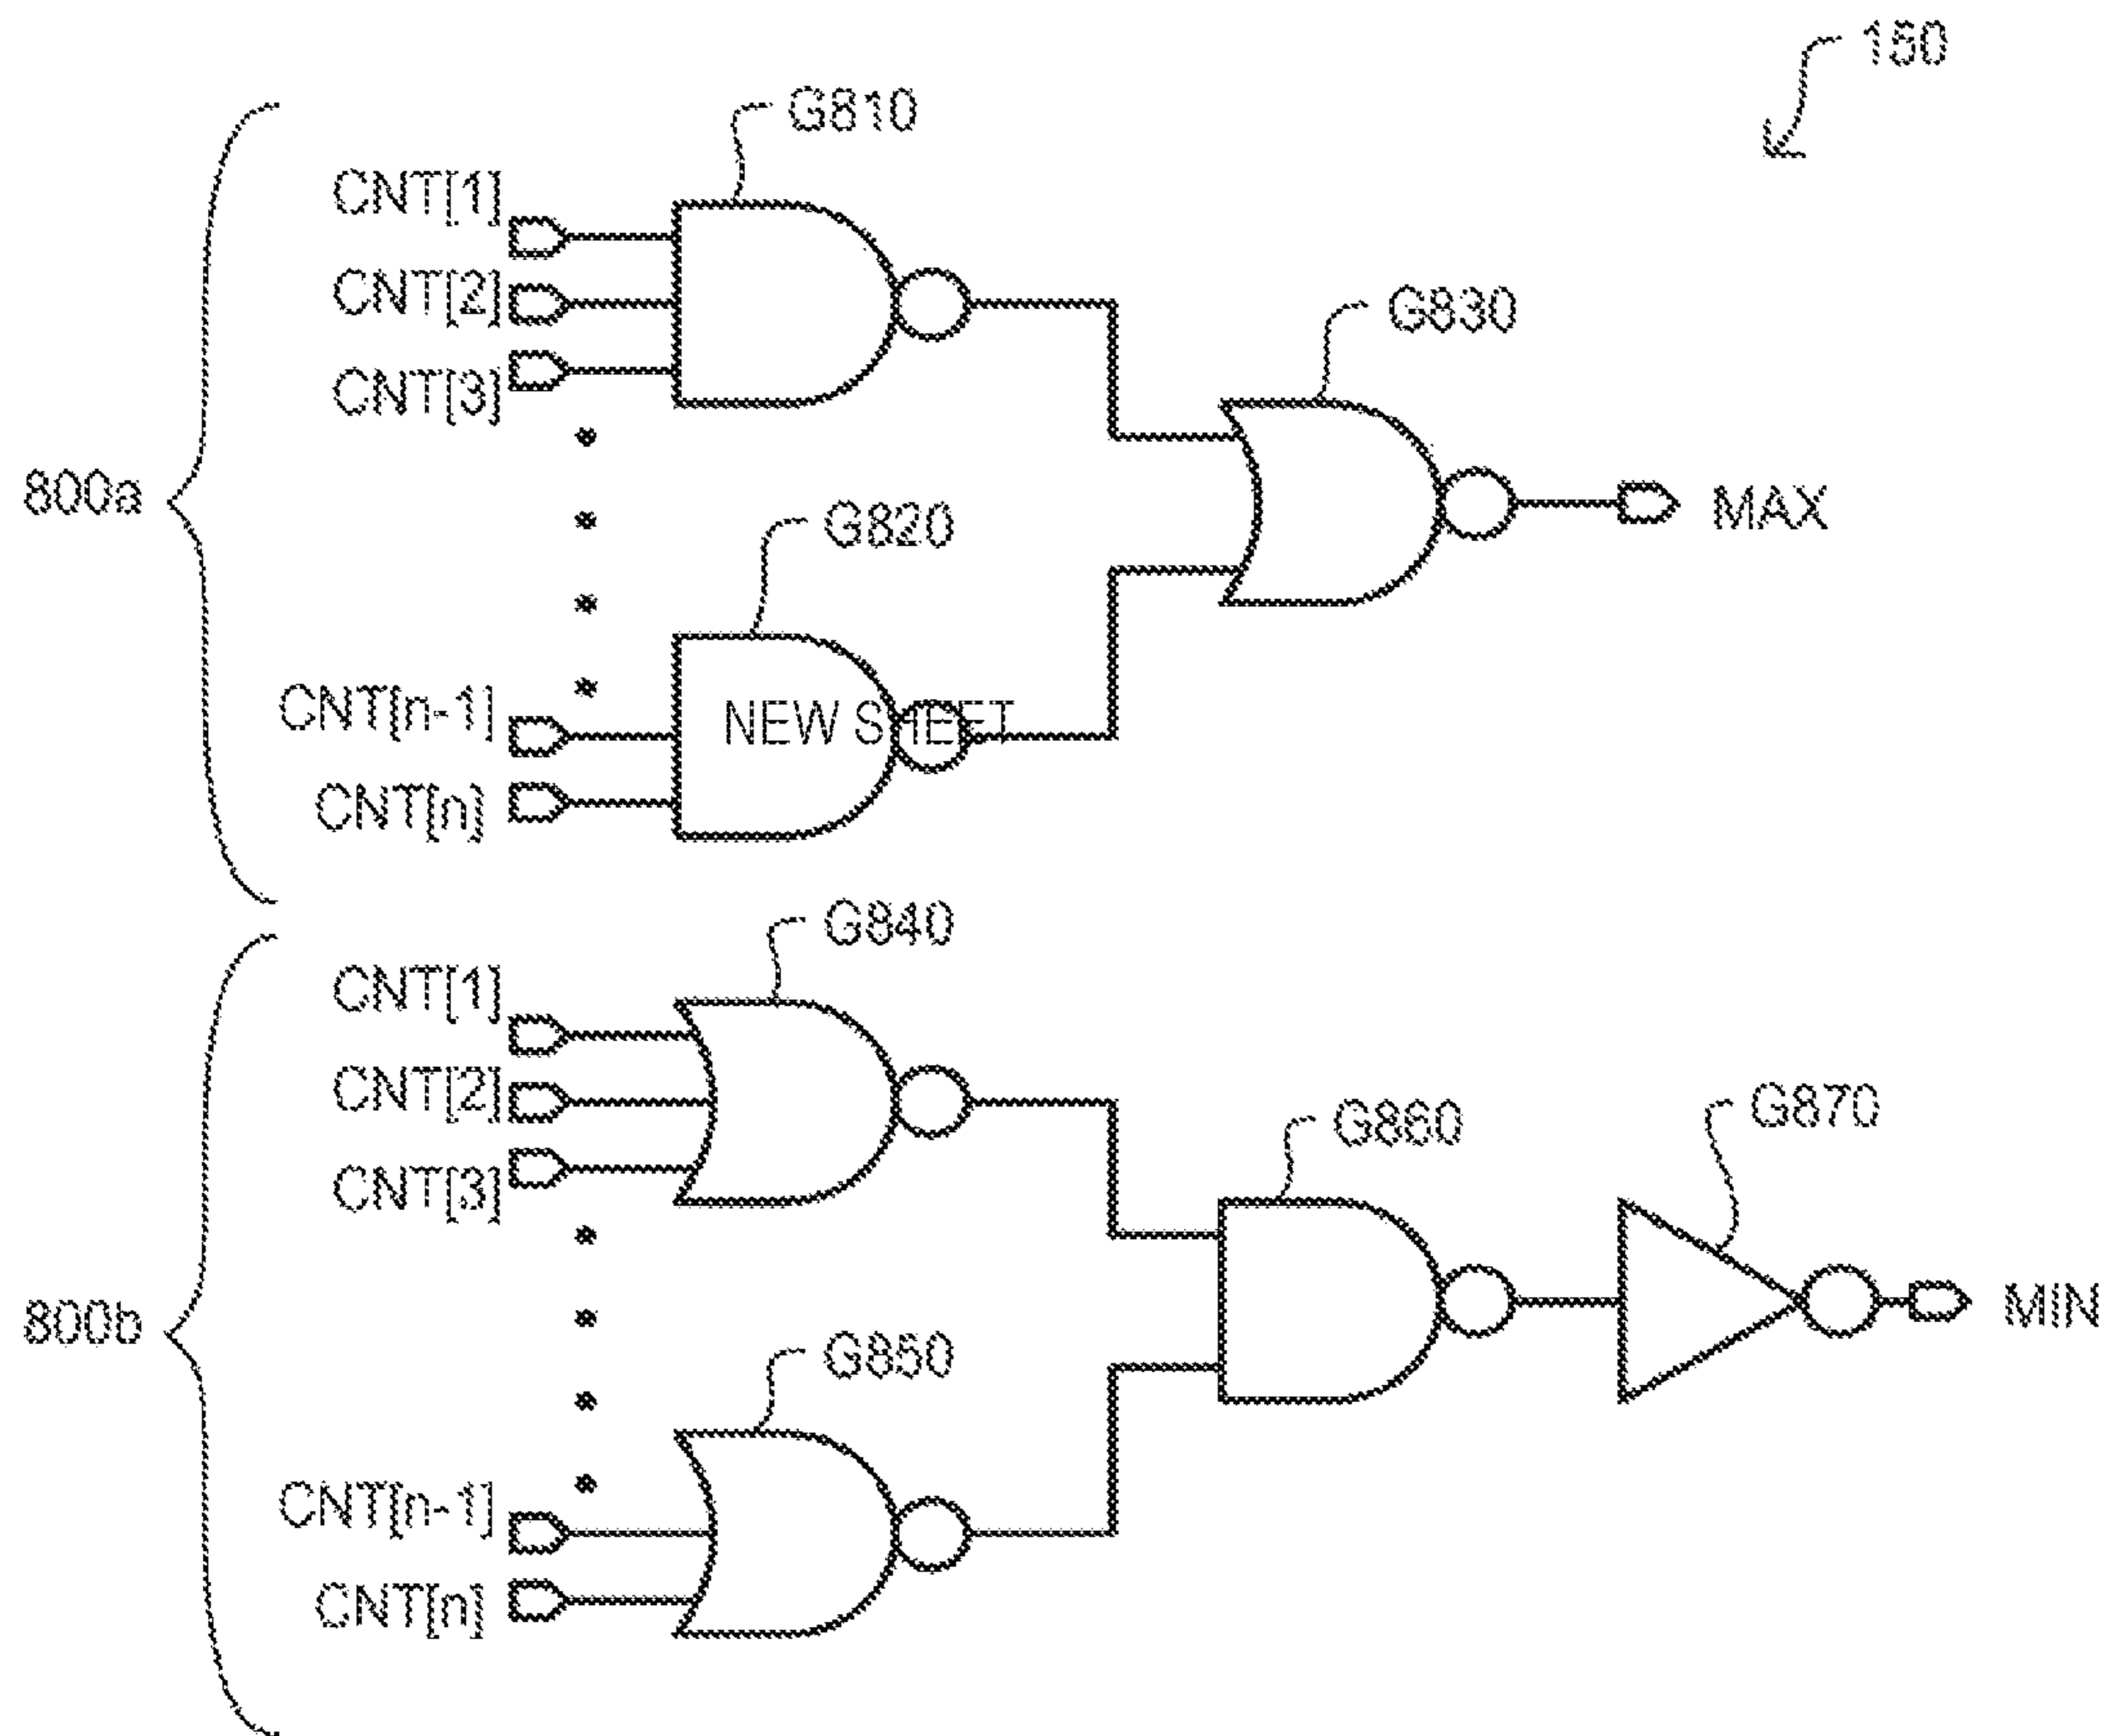 150
G810
CNT[1]
CNT[2]
CNT[3]
G830
800a
MAX
G820
CNT[n-1]
NEW SHEET
CNT[n]
G840
CNT[1]
CNT[2]
CNT[3]
G860
G870
800b
MIN
G850
CNT[n-1]
CNT[n]